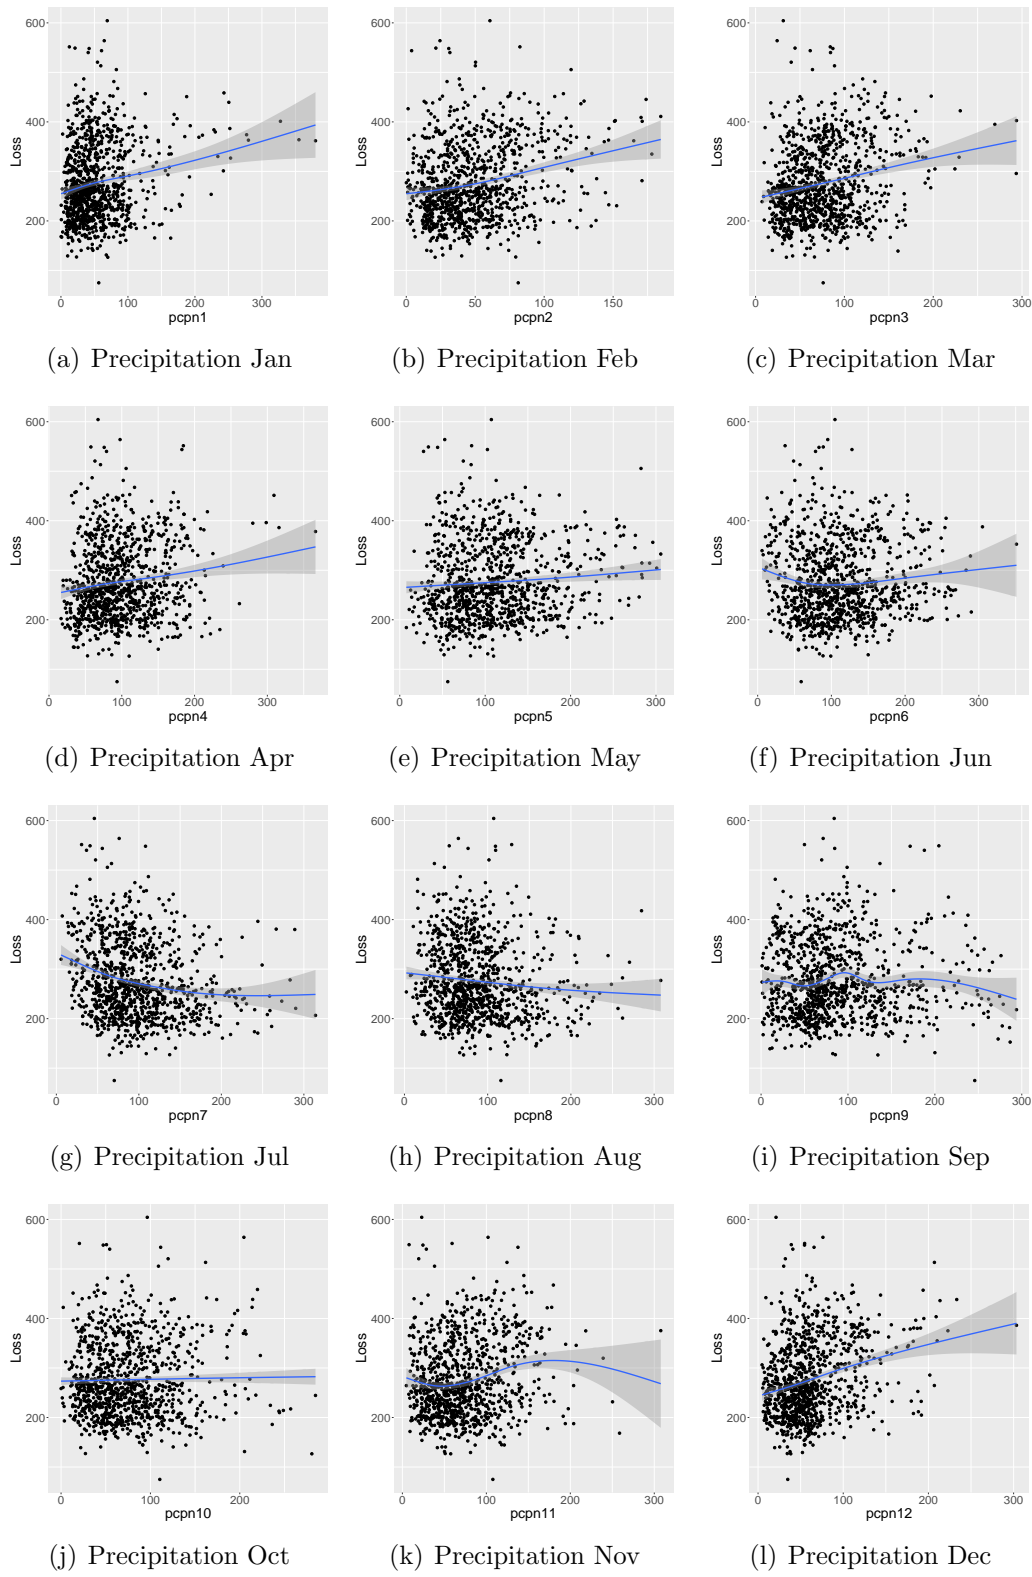 600
400
200
Loss
0 100 200 300
pcpn1
(a) Precipitation Jan
600
400
200
Loss
0 50 100 150
pcpn2
(b) Precipitation Feb
600
400
200
Loss
0 100 200 300
pcpn3
(c) Precipitation Mar
600
400
200
Loss
0 100 200 300
pcpn4
(d) Precipitation Apr
600
400
200
Loss
0 100 200 300
pcpn5
(e) Precipitation May
600
400
200
Loss
0 100 200 300
pcpn6
(f) Precipitation Jun
600
400
200
Loss
0 100 200 300
pcpn7
(g) Precipitation Jul
600
400
200
Loss
0 100 200 300
pcpn8
(h) Precipitation Aug
600
400
200
Loss
0 100 200 300
pcpn9
(i) Precipitation Sep
600
400
200
Loss
0 100 200
pcpn10
(j) Precipitation Oct
600
400
200
Loss
0 100 200 300
pcpn11
(k) Precipitation Nov
600
400
200
Loss
0 100 200 300
pcpn12
(l) Precipitation Dec